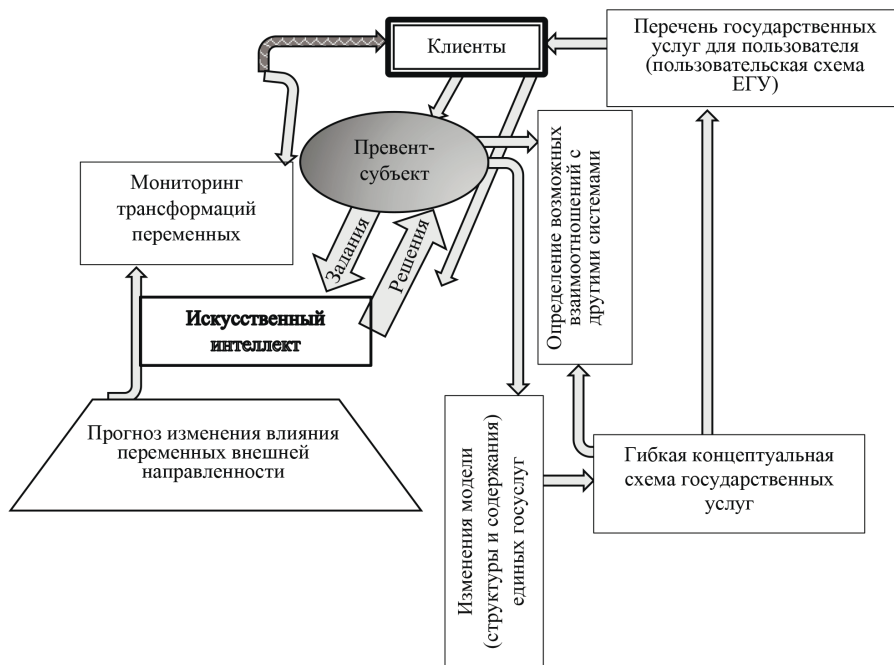 Клиенты
Перечень государственных
услуг для пользователя
(пользовательская схема
ЕГУ)
Превент-
субъект
Мониторинг
трансформаций
переменных
Задания
Решения
Определение возможных
взаимоотношений с
другими системами
Искусственный
интеллект
Прогноз изменения влияния
переменных внешней
направленности
Изменения модели
(структуры и содержания)
единых госуслуг
Гибкая концептуальная
схема государственных
услуг